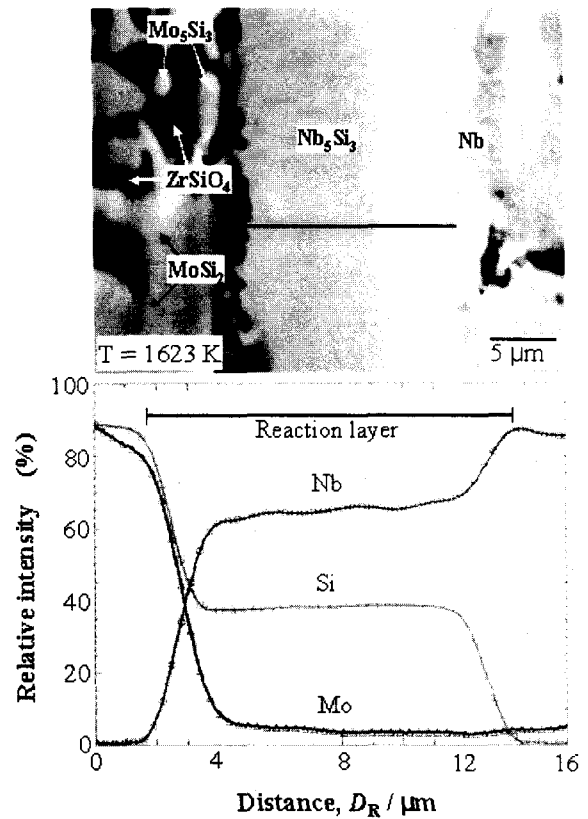 Mo₅Si₃
Nb₅Si₃
Nb
ZrSiO₄
MoSi₂
T = 1623 K
5 µm
Relative intensity (%)
100
80
60
40
20
0
Reaction layer
Nb
Si
Mo
0 4 8 12 16
Distance, D_R / µm